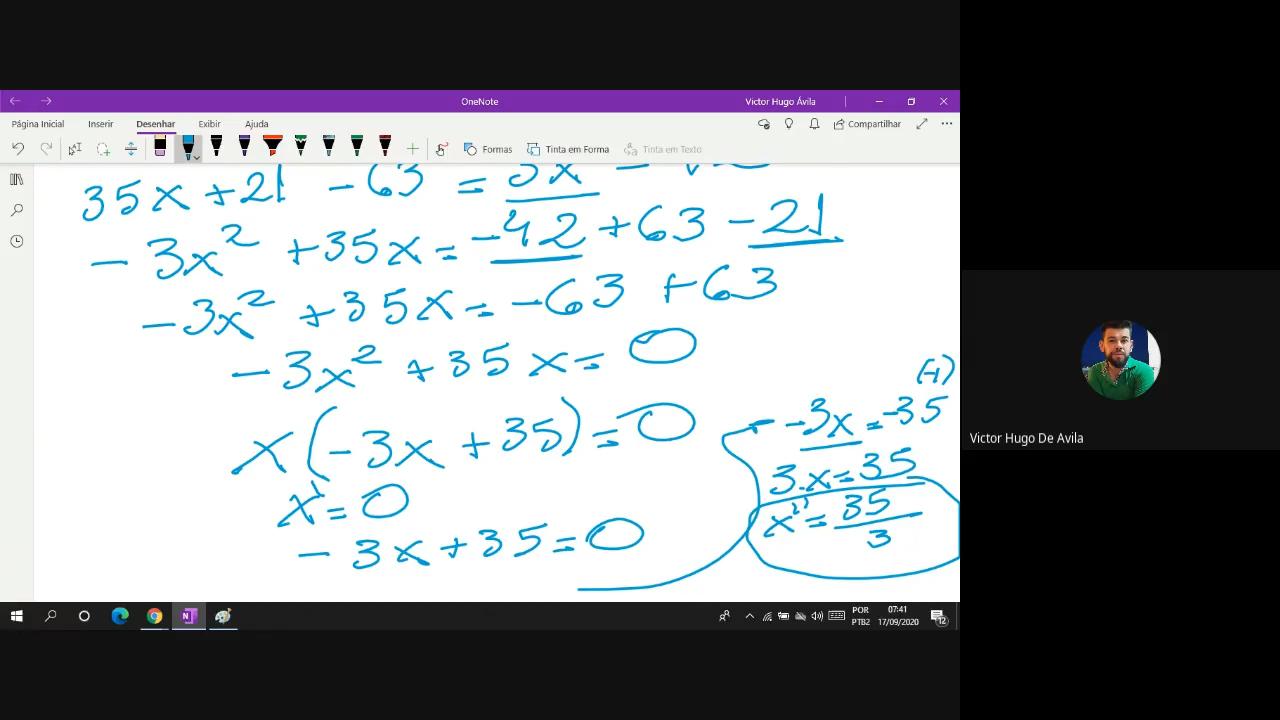 OneNote
Victor Hugo Ávila
Página Inicial Inserir Desenhar Exibir Ajuda
Compartilhar
Formas Tinta em Forma Tinta em Texto
35x + 21 - 63 =
- 3x² + 35x = -42 + 63 - 21
- 3x² + 35x = -63 + 63
- 3x² + 35x = 0
x(-3x + 35) = 0
x' = 0
- 3x + 35 = 0
(-1)
-3x = -35
3.x = 35
x'' = 35/3
Victor Hugo De Avila
POR
PTB2
07:41
17/09/2020
12